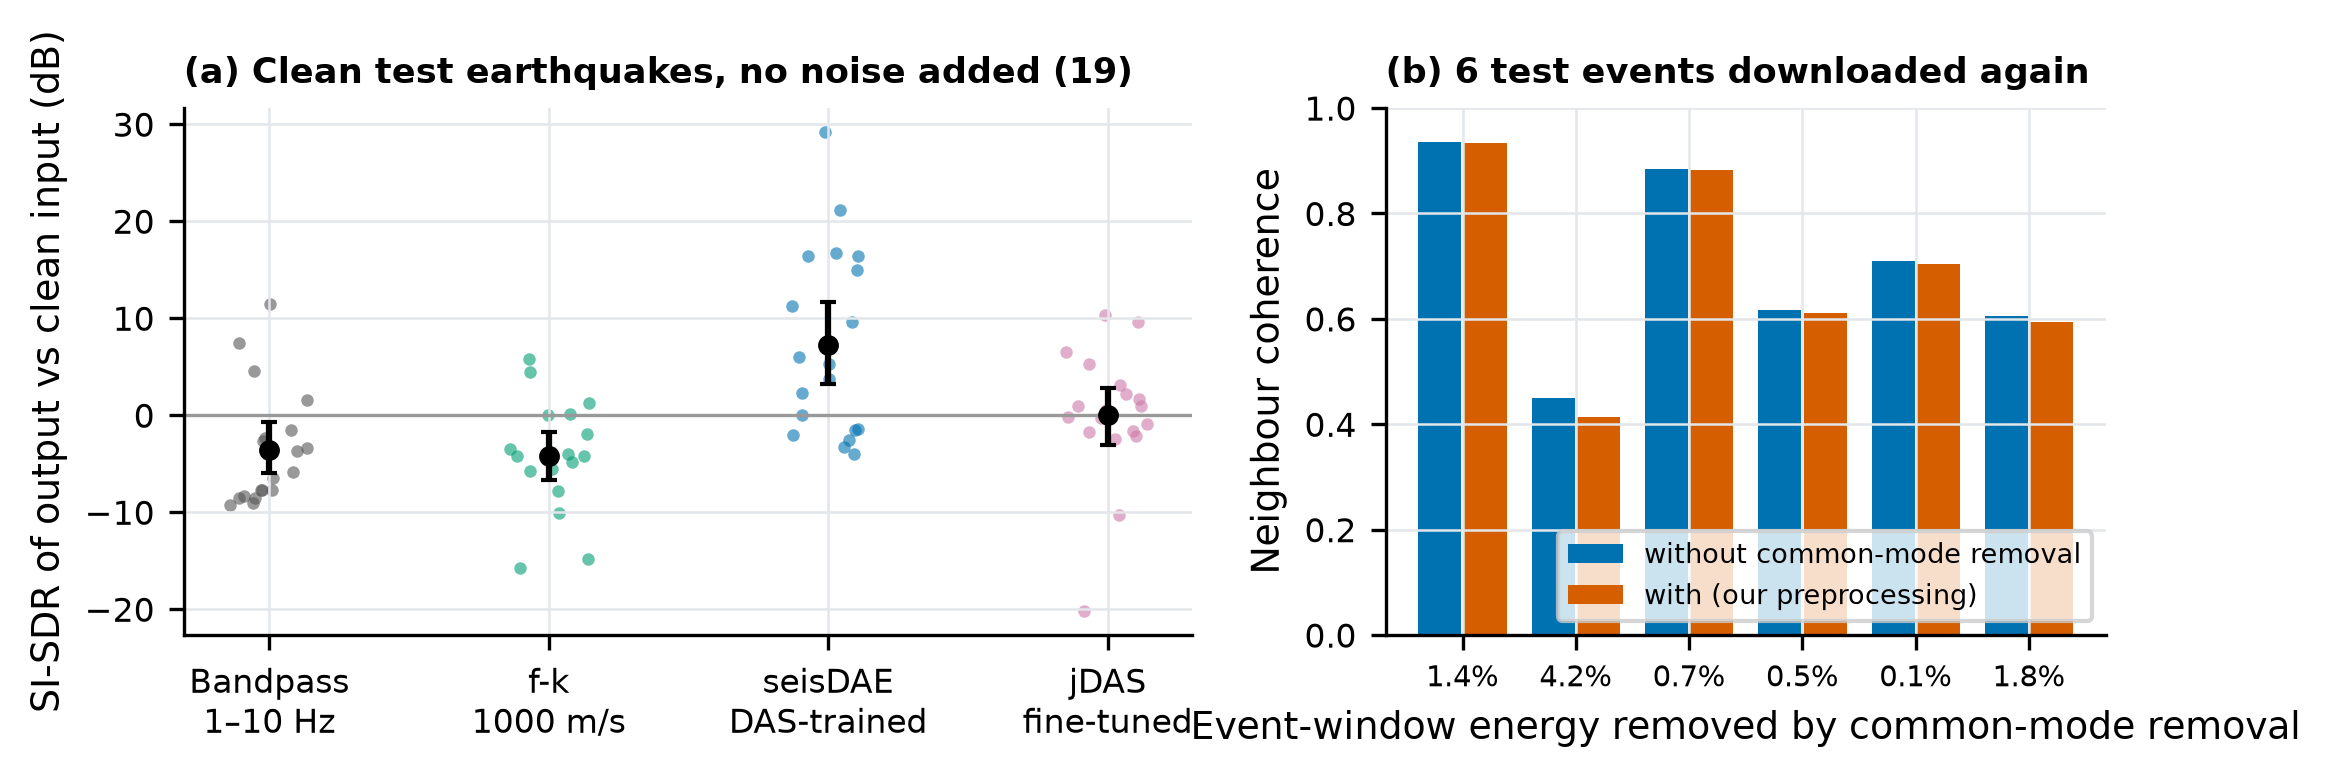 (a) Clean test earthquakes, no noise added (19)
SI-SDR of output vs clean input (dB)
30
20
10
0
−10
−20
Bandpass
1–10 Hz
f-k
1000 m/s
seisDAE
DAS-trained
jDAS
fine-tuned
(b) 6 test events downloaded again
Neighbour coherence
1.0
0.8
0.6
0.4
0.2
0.0
without common-mode removal
with (our preprocessing)
1.4%
4.2%
0.7%
0.5%
0.1%
1.8%
Event-window energy removed by common-mode removal